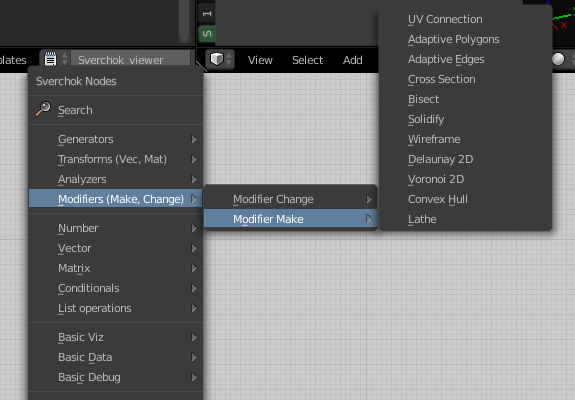 plates
Sverchok_viewer
1
S
View
Select
Add
Sverchok Nodes
Search
Generators
Transforms (Vec, Mat)
Analyzers
Modifiers (Make, Change)
Number
Vector
Matrix
Conditionals
List operations
Basic Viz
Basic Data
Basic Debug
Modifier Change
Modifier Make
UV Connection
Adaptive Polygons
Adaptive Edges
Cross Section
Bisect
Solidify
Wireframe
Delaunay 2D
Voronoi 2D
Convex Hull
Lathe